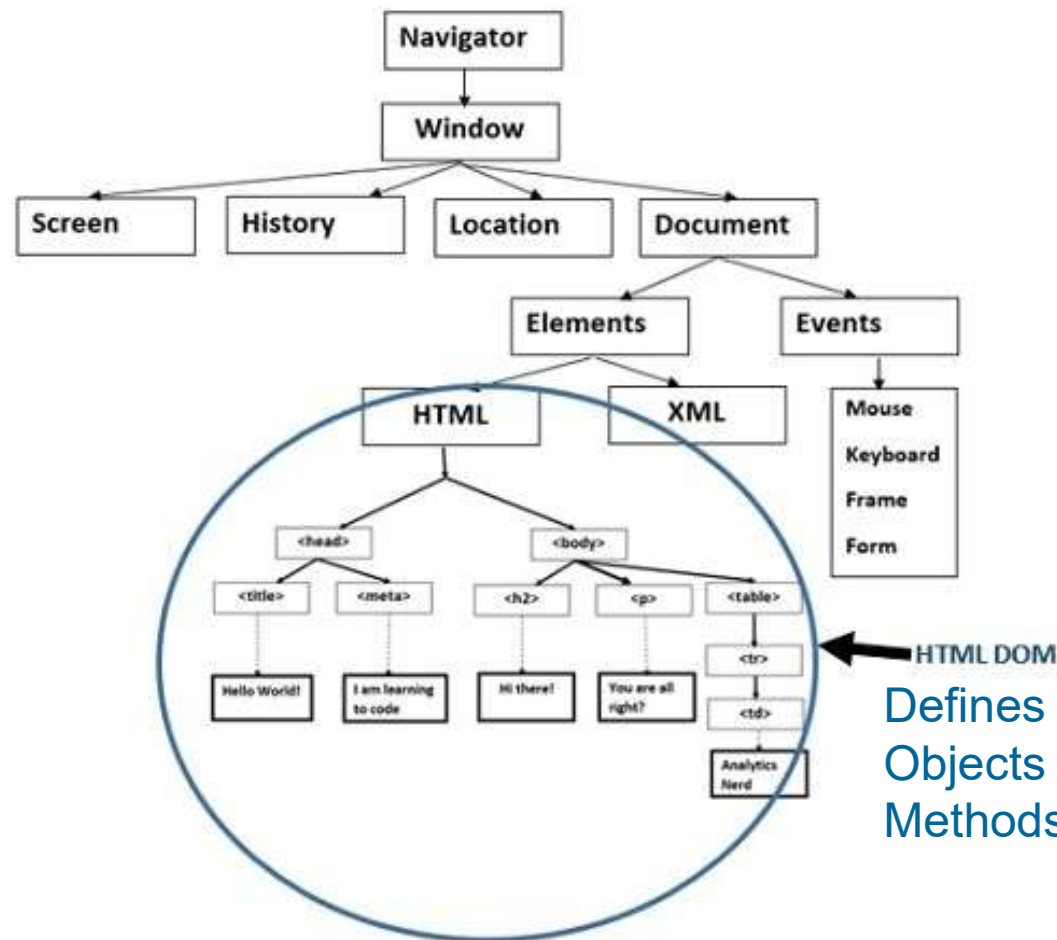 Navigator
Window
Screen
History
Location
Document
Elements
Events
HTML
XML
Mouse
Keyboard
Frame
Form
<head>
<body>
<title>
<meta>
<h2>
<p>
<table>
<tr>
<td>
Hello World!
I am learning
to code
Hi there!
You are all
right?
Analytics
Nerd
HTML DOM
Defines
Objects
Methods